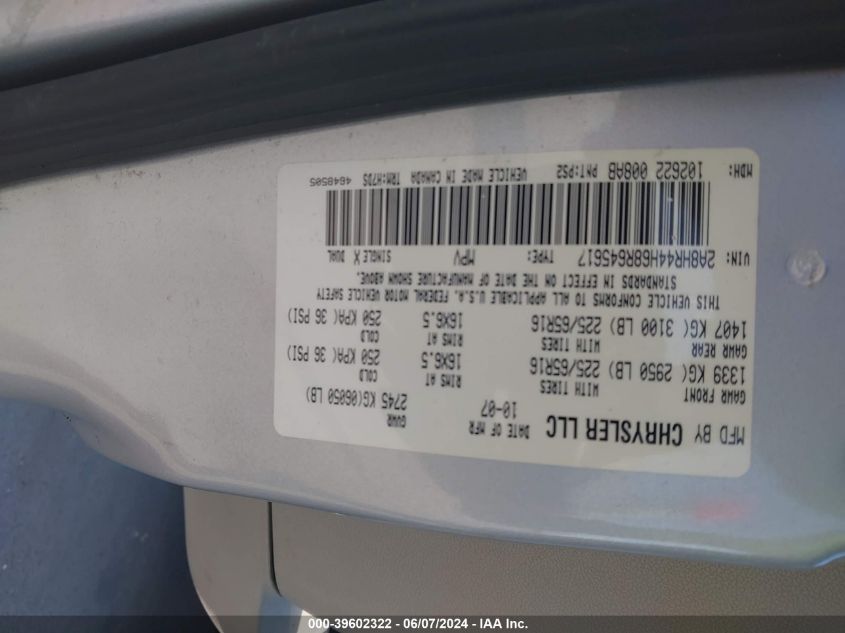 MFD BY CHRYSLER LLC DATE OF MFR 10-07 GVWR 2745 KG(06050 LB)
GAWR FRONT WITH TIRES RIMS AT COLD
1339 KG( 2950 LB) 225/65R16 16X6.5 250 KPA( 36 PSI)
GAWR REAR WITH TIRES RIMS AT COLD
1407 KG( 3100 LB) 225/65R16 16X6.5 250 KPA( 36 PSI)
THIS VEHICLE CONFORMS TO ALL APPLICABLE U.S.A. FEDERAL MOTOR VEHICLE SAFETY
STANDARDS IN EFFECT ON THE DATE OF MANUFACTURE SHOWN ABOVE.
VIN: 2A8HR44H68R645617 TYPE: MPV SINGLE X DUAL
MDH: 102622 008AB PNT:PS2 VEHICLE MADE IN CANADA TRM:H7DS 4648505
000-39602322 - 06/07/2024 - IAA Inc.